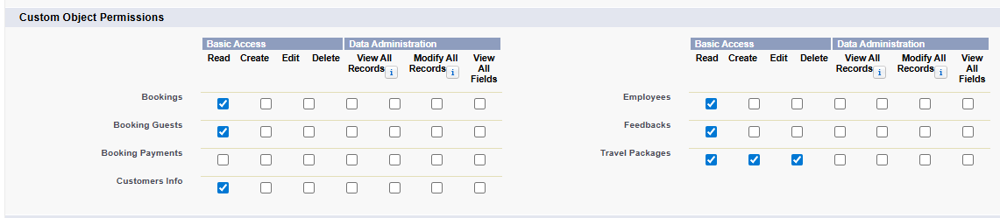 Custom Object Permissions
Basic Access Data Administration
Read Create Edit Delete View All Records i Modify All Records i View All Fields
Bookings
Booking Guests
Booking Payments
Customers Info
Basic Access Data Administration
Read Create Edit Delete View All Records i Modify All Records i View All Fields
Employees
Feedbacks
Travel Packages